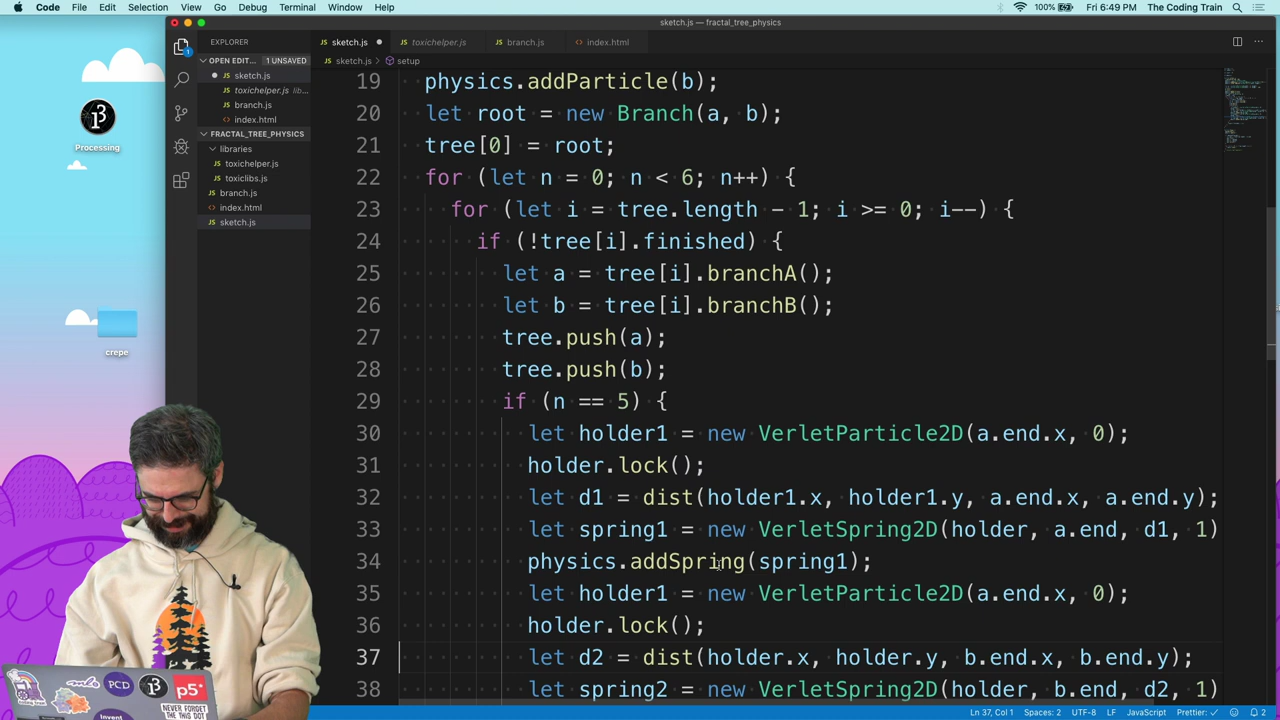 Code File Edit Selection View Go Debug Terminal Window Help
100% Fri 6:49 PM The Coding Train
sketch.js — fractal_tree_physics
EXPLORER
OPEN EDIT... 1 UNSAVED
sketch.js
toxichelper.js lib...
branch.js
index.html
FRACTAL_TREE_PHYSICS
libraries
toxichelper.js
toxiclibs.js
branch.js
index.html
sketch.js
1
Processing
crepe
sketch.js toxichelper.js branch.js index.html
sketch.js > setup
19 physics.addParticle(b);
20 let root = new Branch(a, b);
21 tree[0] = root;
22 for (let n = 0; n < 6; n++) {
23 for (let i = tree.length - 1; i >= 0; i--) {
24 if (!tree[i].finished) {
25 let a = tree[i].branchA();
26 let b = tree[i].branchB();
27 tree.push(a);
28 tree.push(b);
29 if (n == 5) {
30 let holder1 = new VerletParticle2D(a.end.x, 0);
31 holder.lock();
32 let d1 = dist(holder1.x, holder1.y, a.end.x, a.end.y);
33 let spring1 = new VerletSpring2D(holder, a.end, d1, 1)
34 physics.addSpring(spring1);
35 let holder1 = new VerletParticle2D(a.end.x, 0);
36 holder.lock();
37 let d2 = dist(holder.x, holder.y, b.end.x, b.end.y);
38 let spring2 = new VerletSpring2D(holder, b.end, d2, 1)
PCD
p5*
NEVER FORGET
Invent
Ln 37, Col 1 Spaces: 2 UTF-8 LF JavaScript Prettier: ✓ 2